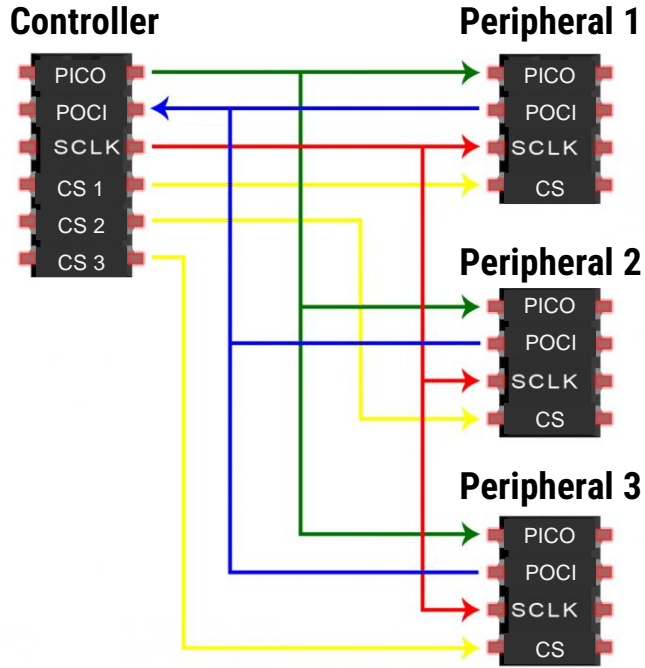 Controller
PICO
POCI
SCLK
CS 1
CS 2
CS 3
Peripheral 1
PICO
POCI
SCLK
CS
Peripheral 2
PICO
POCI
SCLK
CS
Peripheral 3
PICO
POCI
SCLK
CS